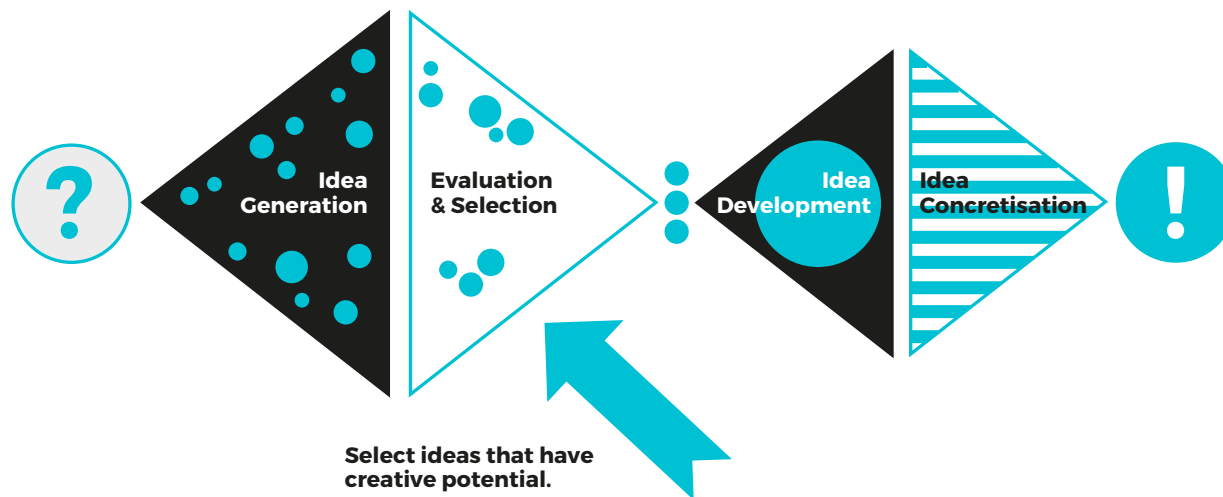 ?
Idea
Generation
Evaluation
& Selection
Idea
Development
Idea
Concretisation
!
Select ideas that have
creative potential.